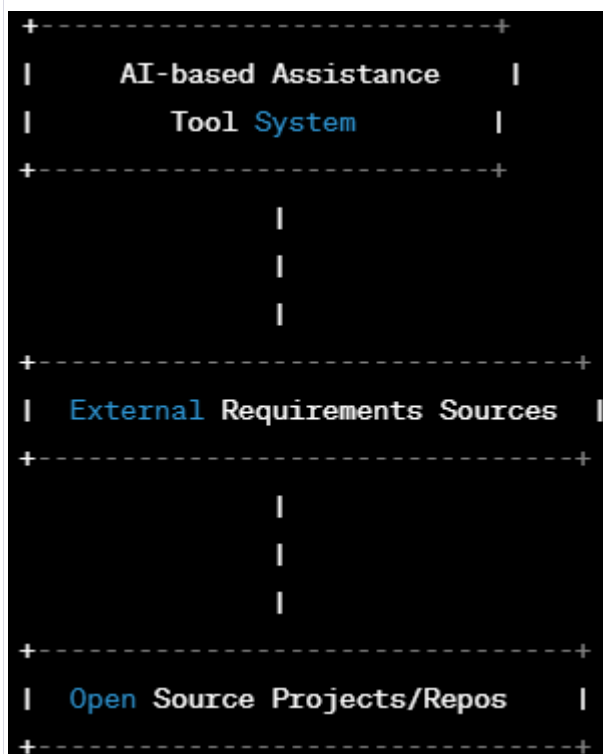 AI-based Assistance
Tool System
External Requirements Sources
Open Source Projects/Repos